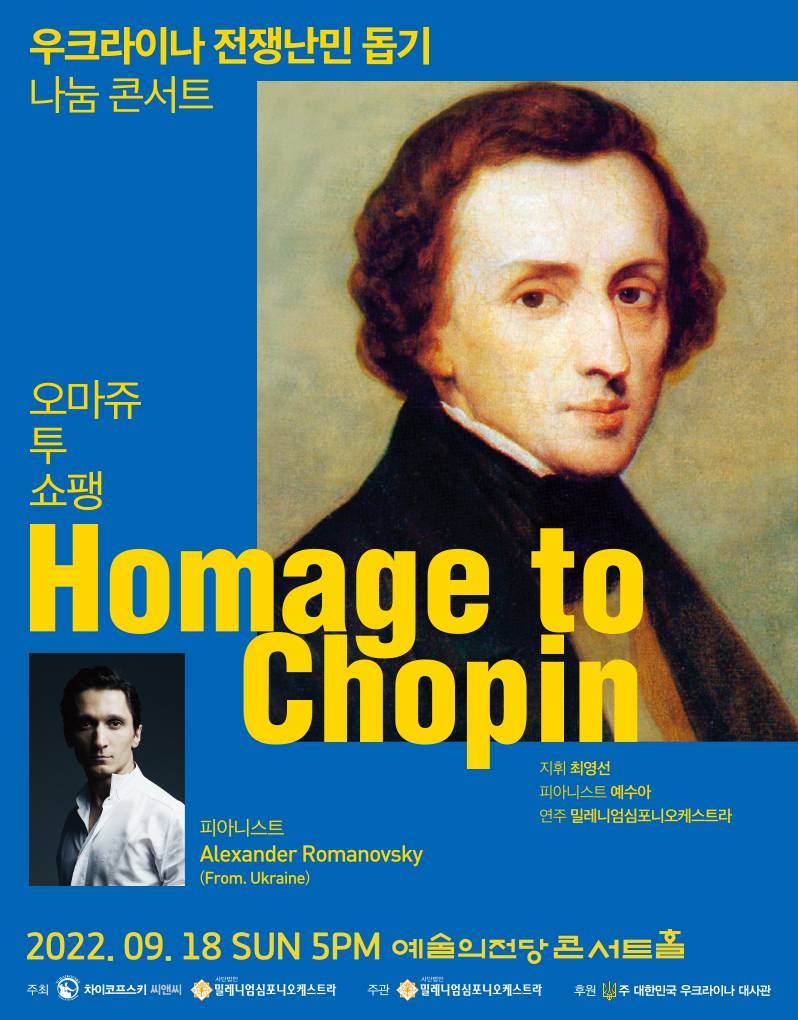 우크라이나 전쟁난민 돕기
나눔 콘서트
오마쥬
투
쇼팽
Homage to
Chopin
지휘 최영선
피아니스트 예수아
연주 밀레니엄심포니오케스트라
피아니스트
Alexander Romanovsky
(From. Ukraine)
2022. 09. 18 SUN 5PM 예술의전당 콘서트홀
주최 차이코프스키 씨앤씨 사단법인 밀레니엄심포니오케스트라 주관 사단법인 밀레니엄심포니오케스트라 후원 주 대한민국 우크라이나 대사관